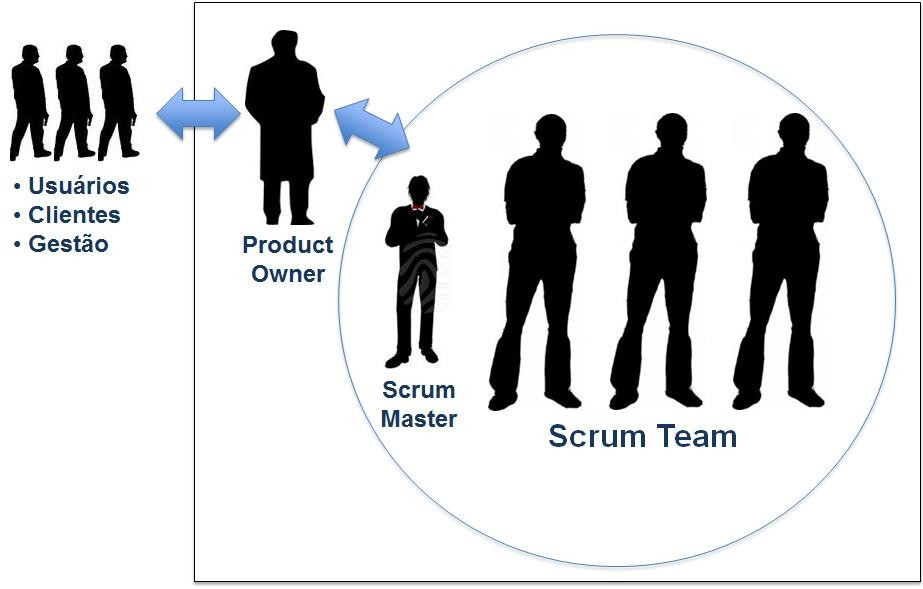 • Usuários
• Clientes
• Gestão
Product
Owner
Scrum
Master
Scrum Team